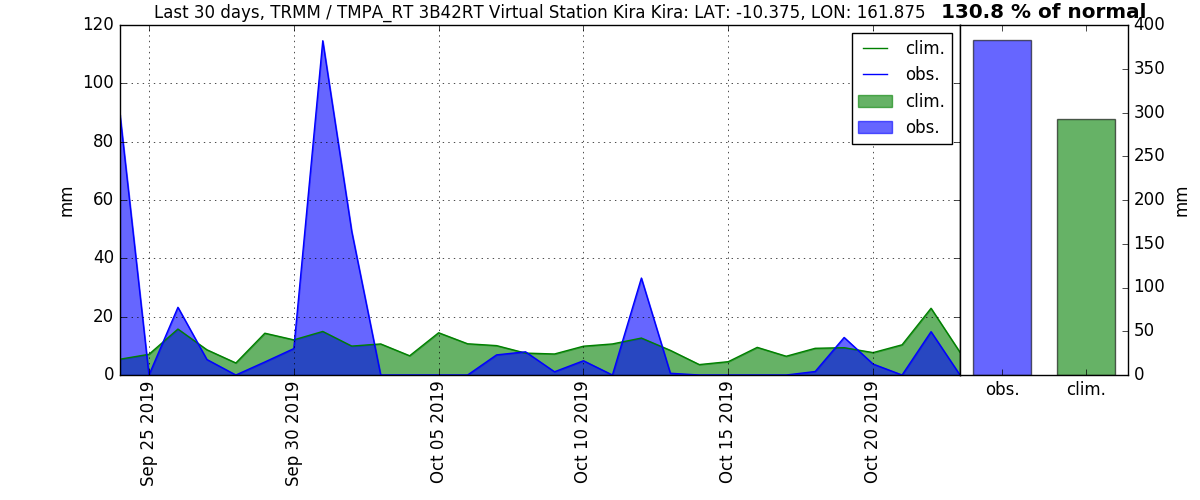 Last 30 days, TRMM / TMPA_RT 3B42RT Virtual Station Kira Kira: LAT: -10.375, LON: 161.875
130.8 % of normal
120
100
80
60
40
20
0
mm
clim.
obs.
clim.
obs.
Sep 25 2019
Sep 30 2019
Oct 05 2019
Oct 10 2019
Oct 15 2019
Oct 20 2019
400
350
300
250
200
150
100
50
0
mm
obs.
clim.